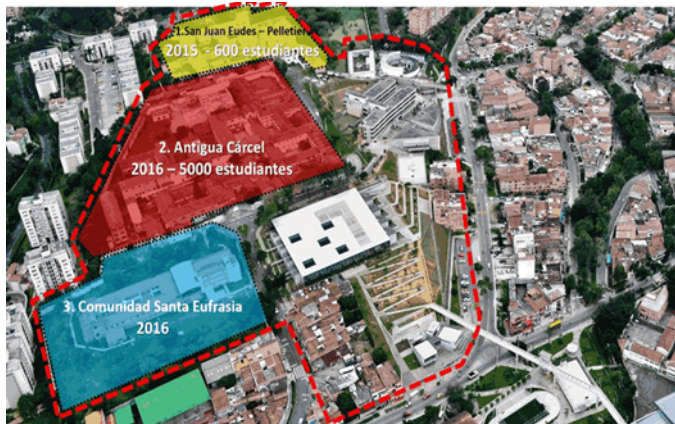 1.San Juan Eudes – Pelletier
2015 - 600 estudiantes
2. Antigua Cárcel
2016 – 5000 estudiantes
3. Comunidad Santa Eufrasia
2016